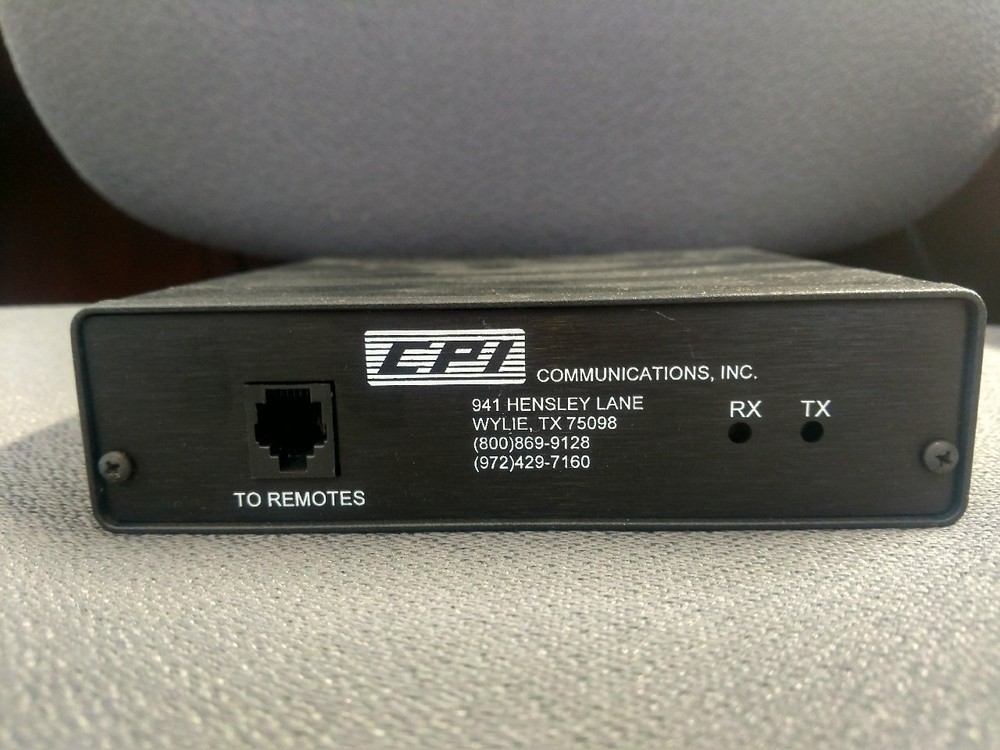 CPI COMMUNICATIONS, INC.
941 HENSLEY LANE
WYLIE, TX 75098
(800)869-9128
(972)429-7160
RX TX
TO REMOTES